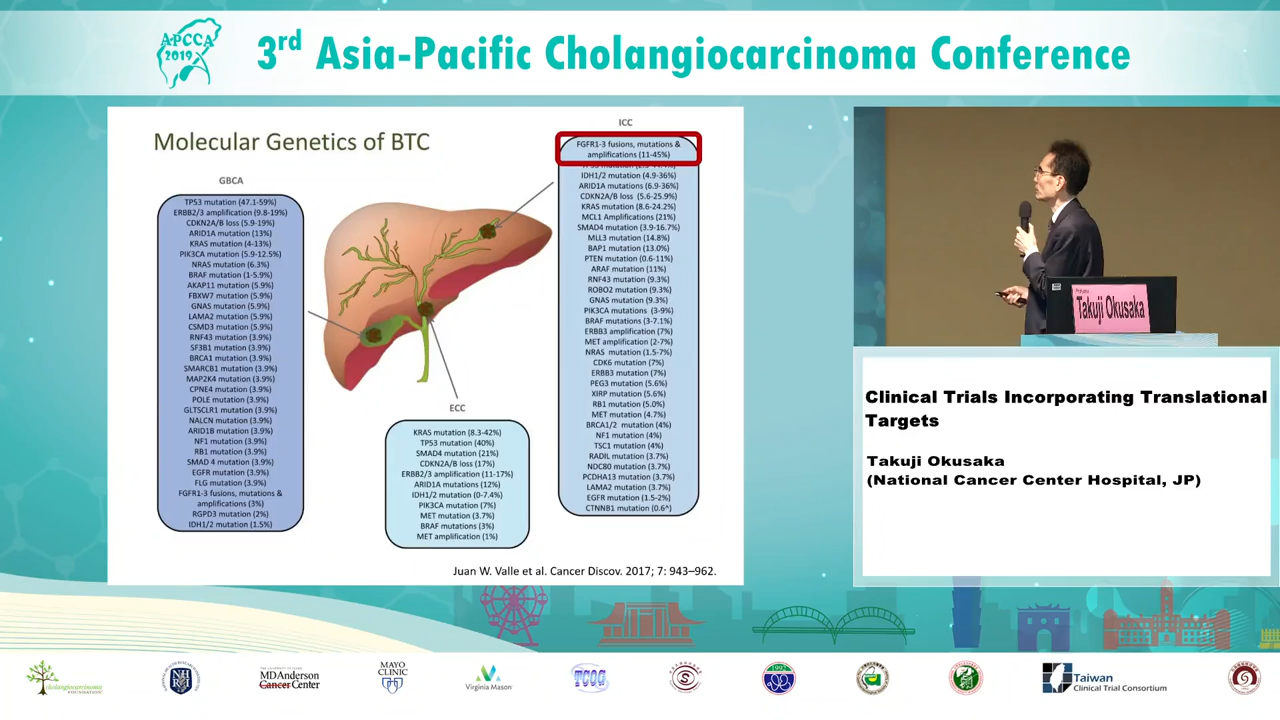 APCCA
2019
3rd Asia-Pacific Cholangiocarcinoma Conference
Molecular Genetics of BTC
GBCA
TP53 mutation (47.1-59%)
ERBB2/3 amplification (9.8-19%)
CDKN2A/B loss (5.9-19%)
ARID1A mutation (13%)
KRAS mutation (4-13%)
PIK3CA mutation (5.9-12.5%)
NRAS mutation (6.3%)
BRAF mutation (1-5.9%)
AKAP11 mutation (5.9%)
FBXW7 mutation (5.9%)
GNAS mutation (5.9%)
LAMA2 mutation (5.9%)
CSMD3 mutation (5.9%)
RNF43 mutation (3.9%)
SF3B1 mutation (3.9%)
BRCA1 mutation (3.9%)
SMARCB1 mutation (3.9%)
MAP2K4 mutation (3.9%)
CPNE4 mutation (3.9%)
POLE mutation (3.9%)
GLTSCLR1 mutation (3.9%)
NALCN mutation (3.9%)
ARID1B mutation (3.9%)
NF1 mutation (3.9%)
RB1 mutation (3.9%)
SMAD 4 mutation (3.9%)
EGFR mutation (3.9%)
FLG mutation (3.9%)
FGFR1-3 fusions, mutations &
amplifications (3%)
RGPD3 mutation (2%)
IDH1/2 mutation (1.5%)
ECC
KRAS mutation (8.3-42%)
TP53 mutation (40%)
SMAD4 mutation (21%)
CDKN2A/B loss (17%)
ERBB2/3 amplification (11-17%)
ARID1A mutations (12%)
IDH1/2 mutation (0-7.4%)
PIK3CA mutation (7%)
MET mutation (3.7%)
BRAF mutations (3%)
MET amplification (1%)
ICC
FGFR1-3 fusions, mutations &
amplifications (11-45%)
IDH1/2 mutation (4.9-36%)
ARID1A mutations (6.9-36%)
CDKN2A/B loss (5.6-25.9%)
KRAS mutation (8.6-24.2%)
MCL1 Amplifications (21%)
SMAD4 mutation (3.9-16.7%)
MLL3 mutation (14.8%)
BAP1 mutation (13.0%)
PTEN mutation (0.6-11%)
ARAF mutation (11%)
RNF43 mutation (9.3%)
ROBO2 mutation (9.3%)
GNAS mutation (9.3%)
PIK3CA mutations (3-9%)
BRAF mutations (3-7.1%)
ERBB3 amplification (7%)
MET amplification (2-7%)
NRAS mutation (1.5-7%)
CDK6 mutation (7%)
ERBB3 mutation (7%)
PEG3 mutation (5.6%)
XIRP mutation (5.6%)
RB1 mutation (5.0%)
MET mutation (4.7%)
BRCA1/2 mutation (4%)
NF1 mutation (4%)
TSC1 mutation (4%)
RADIL mutation (3.7%)
NDC80 mutation (3.7%)
PCDHA13 mutation (3.7%)
LAMA2 mutation (3.7%)
EGFR mutation (1.5-2%)
CTNNB1 mutation (0.6^)
Juan W. Valle et al. Cancer Discov. 2017; 7: 943–962.
Takuji Okusaka
Clinical Trials Incorporating Translational
Targets
Takuji Okusaka
(National Cancer Center Hospital, JP)
cholangiocarcinoma
FOUNDATION
NHRI
MDAnderson
Cancer Center
MAYO
CLINIC
Virginia Mason
TCOG
Taiwan
Clinical Trial Consortium